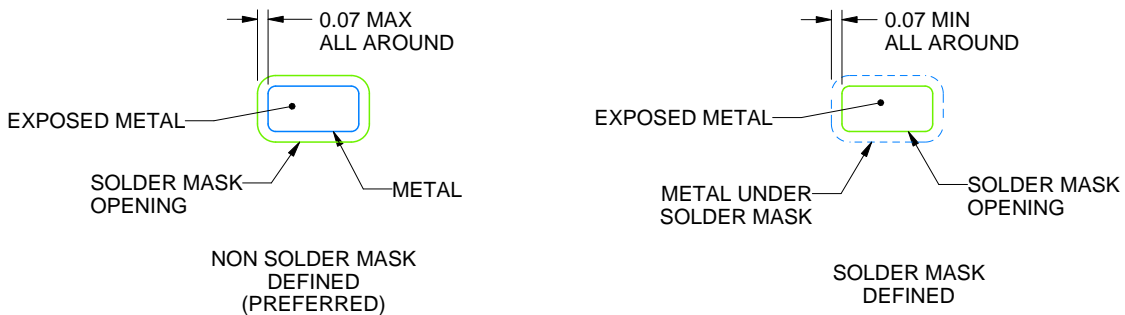 0.07 MAX
ALL AROUND
EXPOSED METAL
SOLDER MASK
OPENING
METAL
NON SOLDER MASK
DEFINED
(PREFERRED)
0.07 MIN
ALL AROUND
EXPOSED METAL
METAL UNDER
SOLDER MASK
SOLDER MASK
OPENING
SOLDER MASK
DEFINED